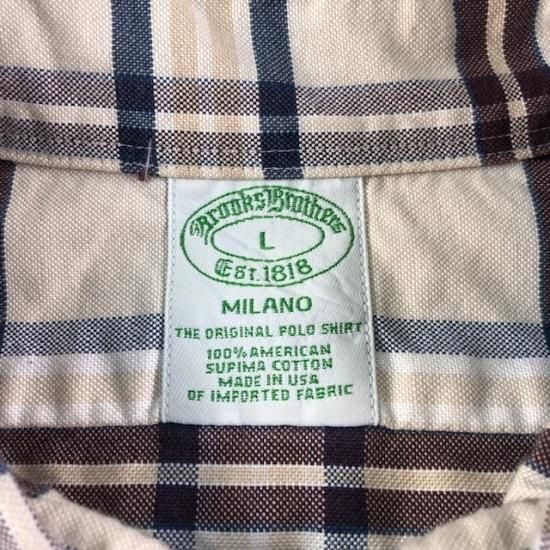 Brooks Brothers
L
Est. 1818
MILANO
THE ORIGINAL POLO SHIRT
100% AMERICAN
SUPIMA COTTON
MADE IN USA
OF IMPORTED FABRIC